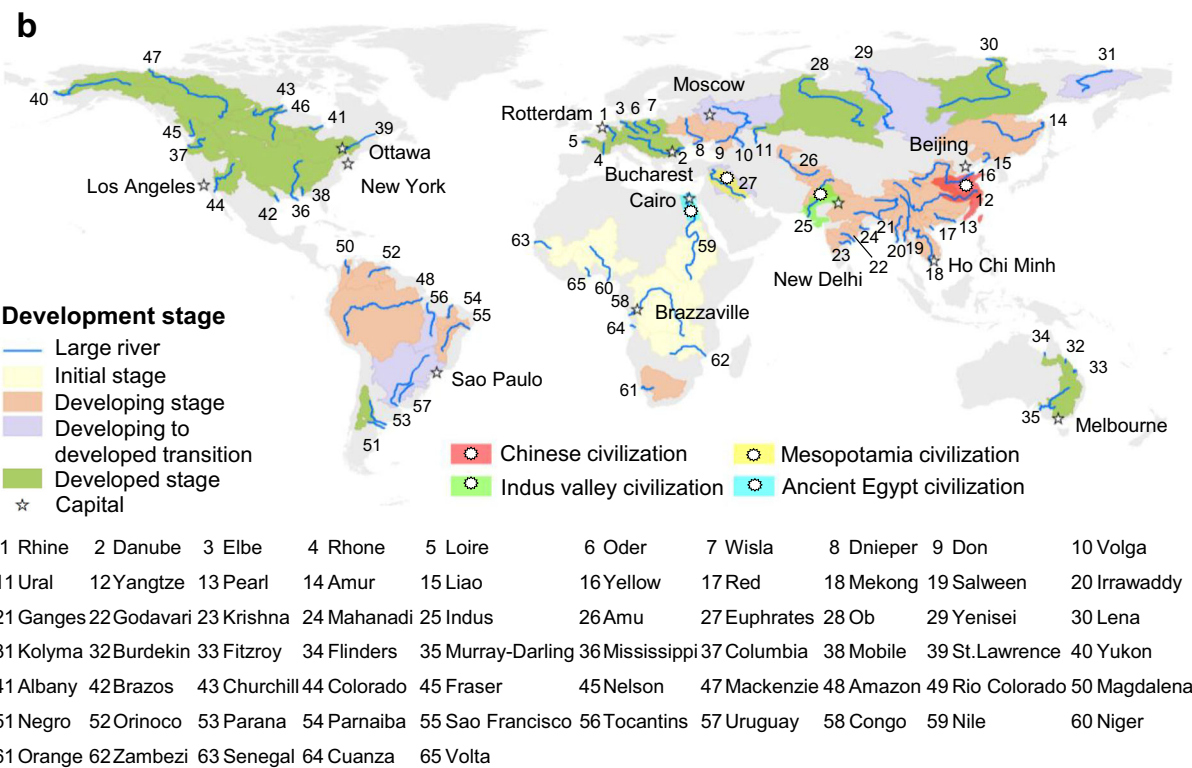 b
47
40
43
46
41
39
45
37
Ottawa
New York
Los Angeles
44
42
36
38
Rotterdam
1
3
6
7
5
4
Moscow
2
8
9
10
11
Bucharest
28
29
30
31
14
Beijing
15
16
12
26
27
Cairo
25
21
17
13
24
23
22
20
19
18
Ho Chi Minh
New Delhi
63
59
65
60
58
Brazzaville
64
62
61
50
52
48
56
54
55
Sao Paulo
57
53
51
34
32
33
35
Melbourne
Development stage
Large river
Initial stage
Developing stage
Developing to
developed transition
Developed stage
Capital
Chinese civilization
Mesopotamia civilization
Indus valley civilization
Ancient Egypt civilization
1 Rhine 2 Danube 3 Elbe 4 Rhone 5 Loire 6 Oder 7 Wisla 8 Dnieper 9 Don 10 Volga
11 Ural 12 Yangtze 13 Pearl 14 Amur 15 Liao 16 Yellow 17 Red 18 Mekong 19 Salween 20 Irrawaddy
21 Ganges 22 Godavari 23 Krishna 24 Mahanadi 25 Indus 26 Amu 27 Euphrates 28 Ob 29 Yenisei 30 Lena
31 Kolyma 32 Burdekin 33 Fitzroy 34 Flinders 35 Murray-Darling 36 Mississippi 37 Columbia 38 Mobile 39 St.Lawrence 40 Yukon
41 Albany 42 Brazos 43 Churchill 44 Colorado 45 Fraser 45 Nelson 47 Mackenzie 48 Amazon 49 Rio Colorado 50 Magdalena
51 Negro 52 Orinoco 53 Parana 54 Parnaiba 55 Sao Francisco 56 Tocantins 57 Uruguay 58 Congo 59 Nile 60 Niger
61 Orange 62 Zambezi 63 Senegal 64 Cuanza 65 Volta